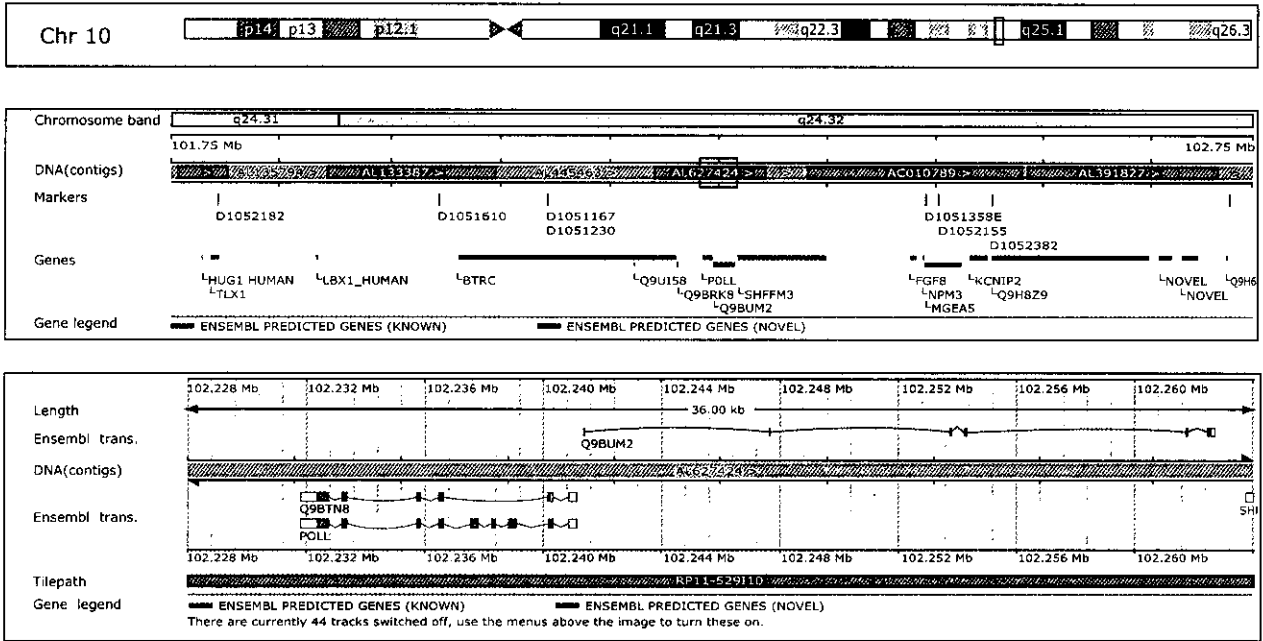 Chr 10
p14 p13 p12.1 q21.1 q21.3 q22.3 q25.1 q26.3
Chromosome band q24.31 q24.32
101.75 Mb 102.75 Mb
DNA(contigs) AL133387 > AL627424 > AC010789 > AL391827 >
Markers
D1052182 D1051610 D1051167 D1051358E
D1051230 D1052155
D1052382
Genes
HUG1 HUMAN LBX1_HUMAN BTRC Q9UI58 POLL FGF8 KCNIP2 NOVEL Q9H6
TLX1 Q9BRK8 SHFFM3 NPM3 Q9H8Z9 NOVEL
Q9BUM2 MGEA5
Gene legend ENSEMBL PREDICTED GENES (KNOWN) ENSEMBL PREDICTED GENES (NOVEL)
102.228 Mb 102.232 Mb 102.236 Mb 102.240 Mb 102.244 Mb 102.248 Mb 102.252 Mb 102.256 Mb 102.260 Mb
Length 36.00 kb
Ensembl trans.
Q9BUM2
DNA(contigs) AL627424 >
Q9BTN8
Ensembl trans. SHI
POLL
102.228 Mb 102.232 Mb 102.236 Mb 102.240 Mb 102.244 Mb 102.248 Mb 102.252 Mb 102.256 Mb 102.260 Mb
Tilepath RP11-529I10
Gene legend ENSEMBL PREDICTED GENES (KNOWN) ENSEMBL PREDICTED GENES (NOVEL)
There are currently 44 tracks switched off, use the menus above the image to turn these on.